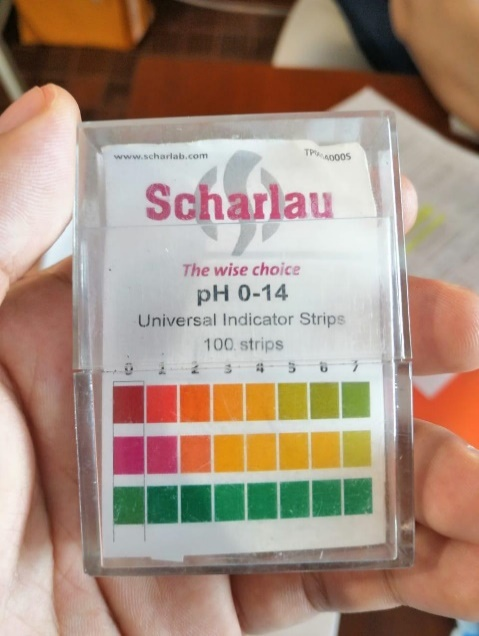 www.scharlab.com
Scharlau
The wise choice
pH 0-14
Universal Indicator Strips
100 strips
0 1 2 3 4 5 6 7